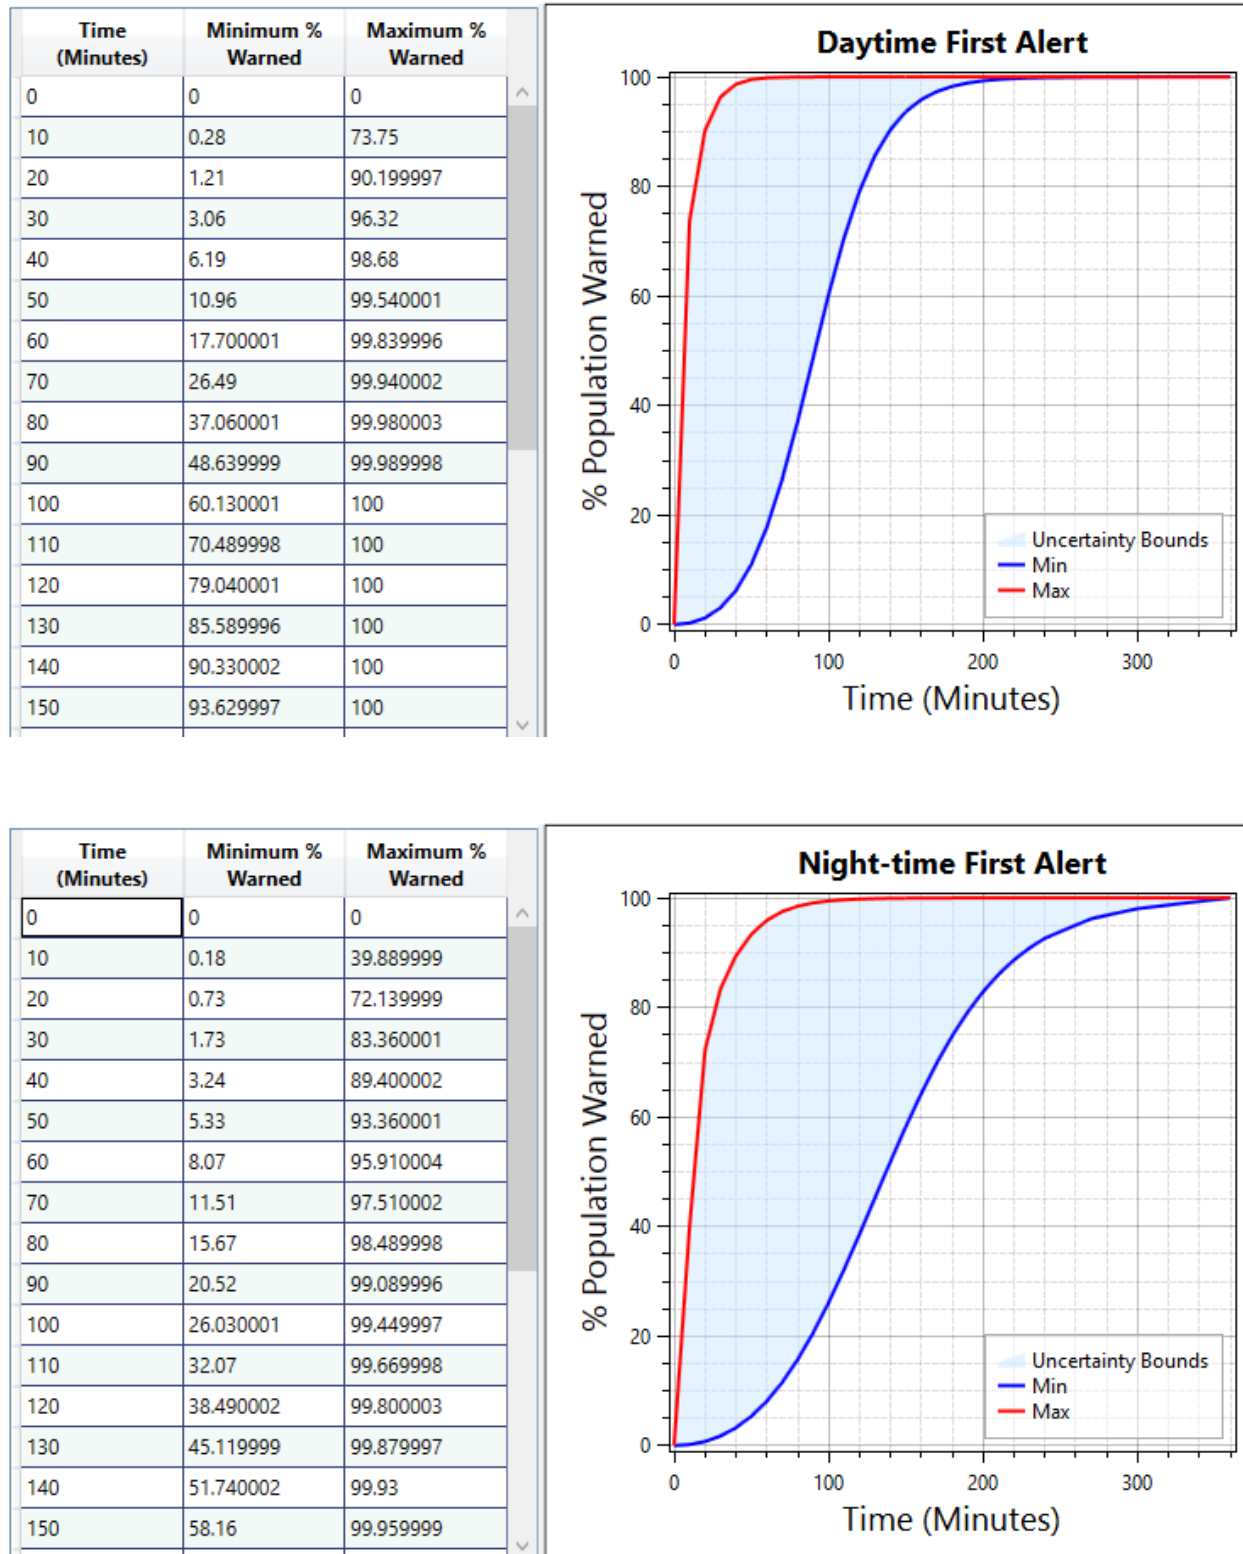 Time (Minutes) Minimum % Warned Maximum % Warned
0 0 0
10 0.28 73.75
20 1.21 90.199997
30 3.06 96.32
40 6.19 98.68
50 10.96 99.540001
60 17.700001 99.839996
70 26.49 99.940002
80 37.060001 99.980003
90 48.639999 99.989998
100 60.130001 100
110 70.489998 100
120 79.040001 100
130 85.589996 100
140 90.330002 100
150 93.629997 100
Daytime First Alert
% Population Warned
100
80
60
40
20
0
Uncertainty Bounds
Min
Max
0 100 200 300
Time (Minutes)
Time (Minutes) Minimum % Warned Maximum % Warned
0 0 0
10 0.18 39.889999
20 0.73 72.139999
30 1.73 83.360001
40 3.24 89.400002
50 5.33 93.360001
60 8.07 95.910004
70 11.51 97.510002
80 15.67 98.489998
90 20.52 99.089996
100 26.030001 99.449997
110 32.07 99.669998
120 38.490002 99.800003
130 45.119999 99.879997
140 51.740002 99.93
150 58.16 99.959999
Night-time First Alert
% Population Warned
100
80
60
40
20
0
Uncertainty Bounds
Min
Max
0 100 200 300
Time (Minutes)